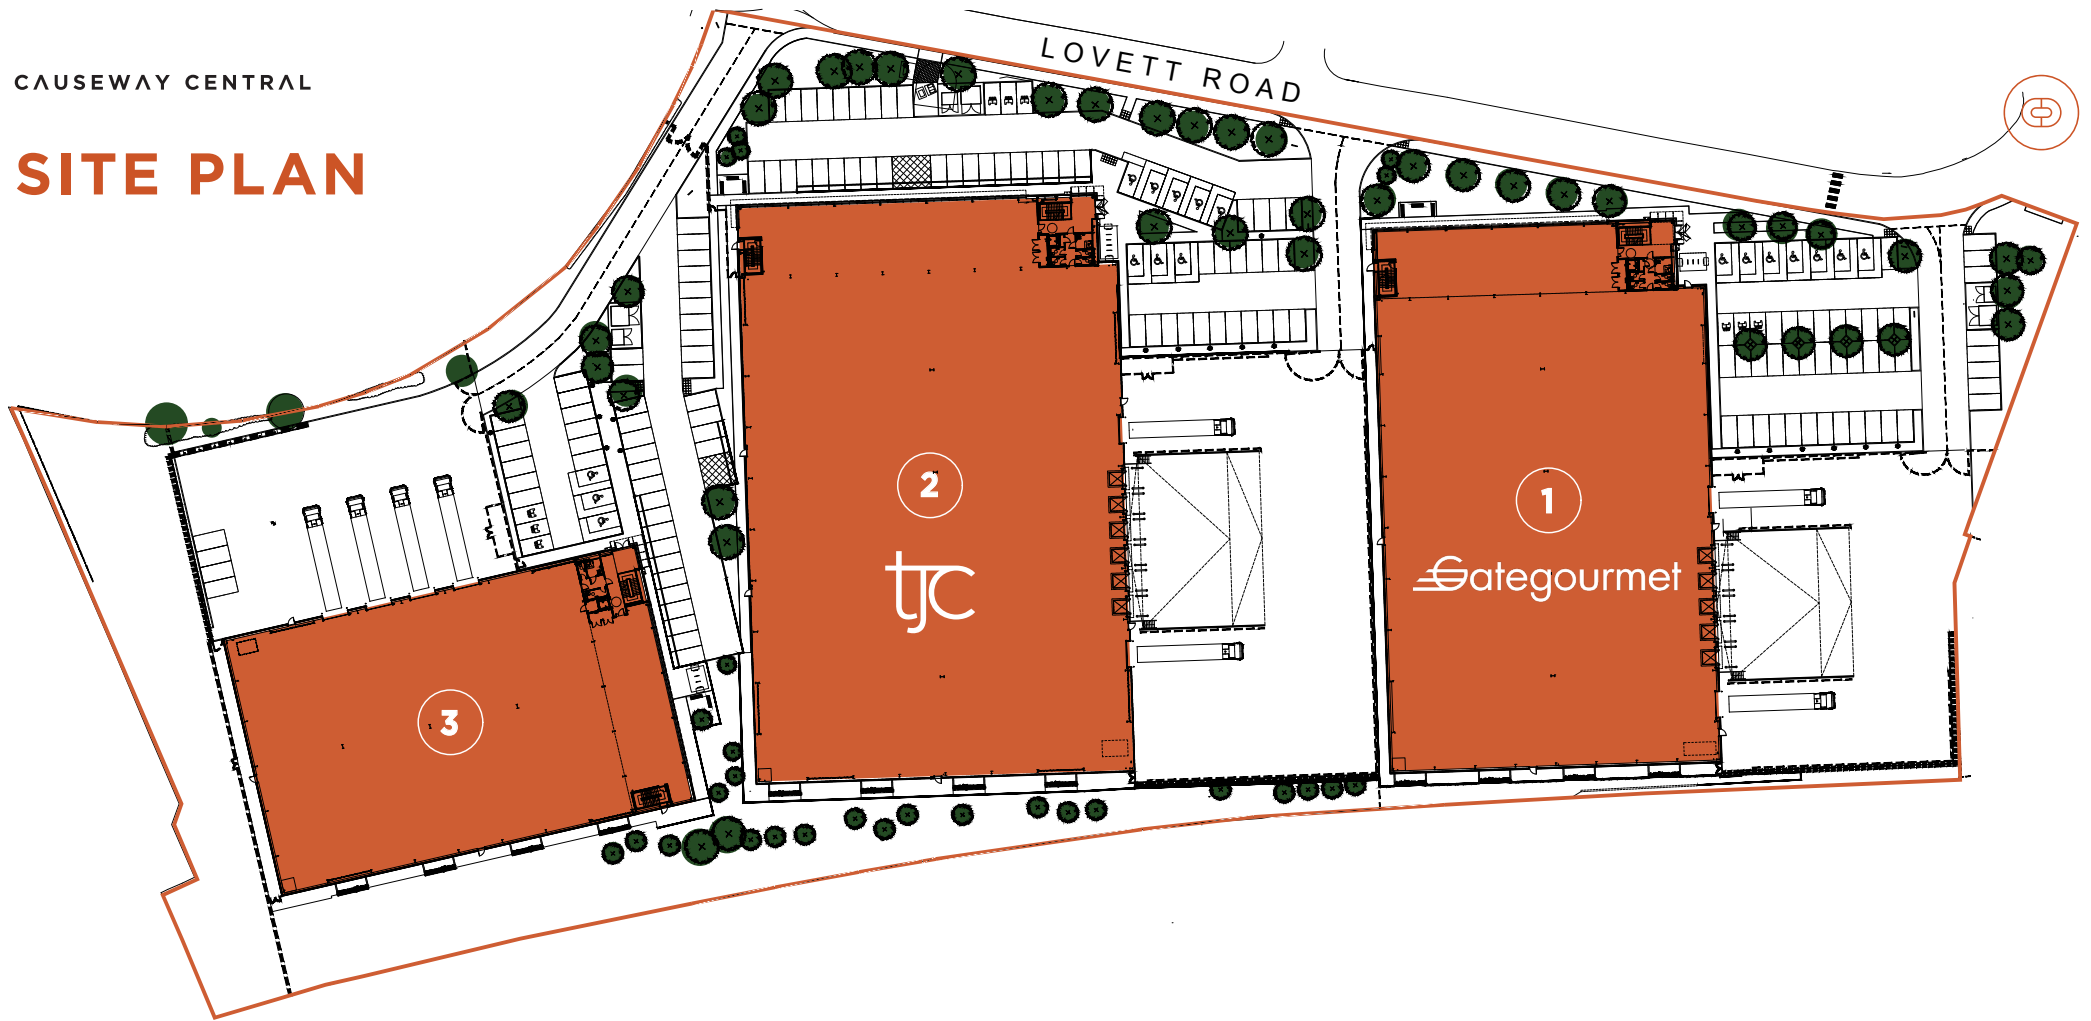 CAUSEWAY CENTRAL
SITE PLAN
LOVETT ROAD
2
tjc
1
Gategourmet
3